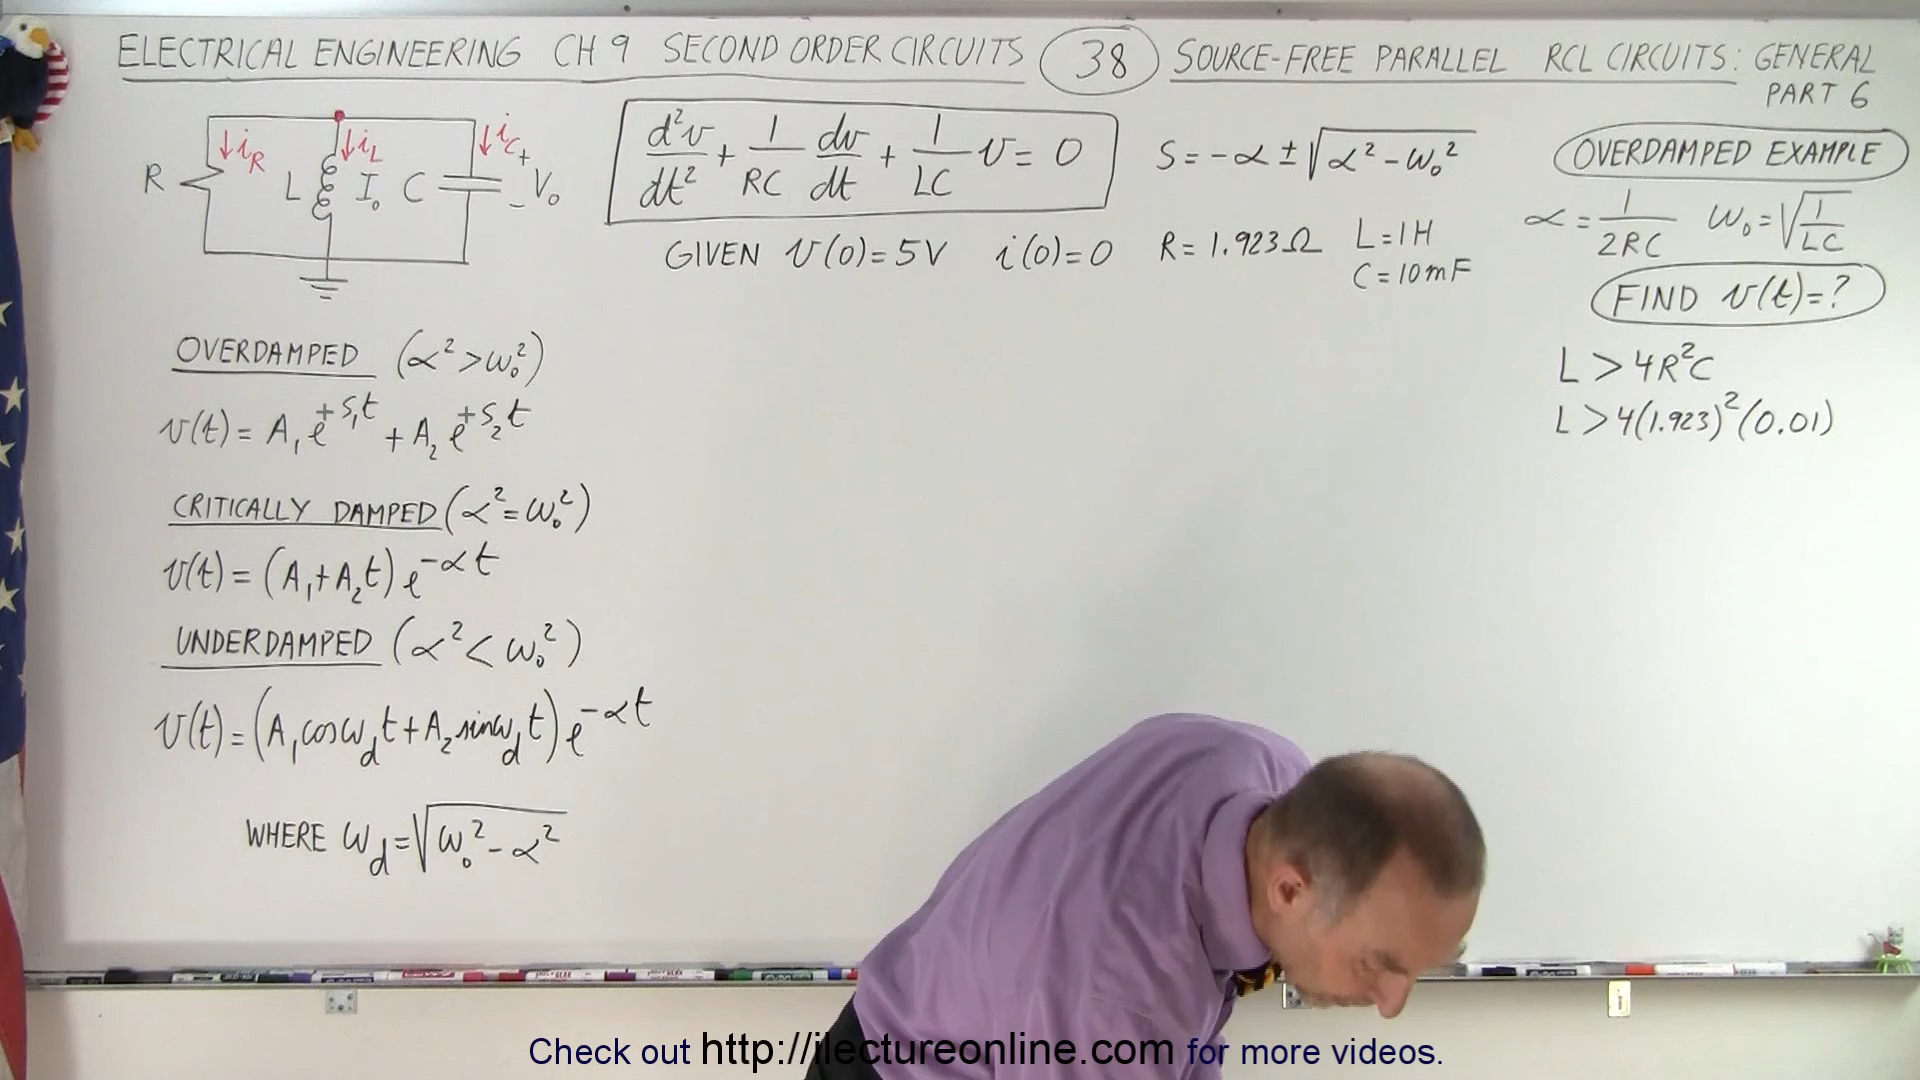 ELECTRICAL ENGINEERING CH 9 SECOND ORDER CIRCUITS 38 SOURCE-FREE PARALLEL RCL CIRCUITS: GENERAL
PART 6
R ↓i_R L ↓i_L I₀ C ↓i_C + − V₀
d²v/dt² + 1/RC dv/dt + 1/LC v = 0
S = -α ± √(α² - ω₀²)
OVERDAMPED EXAMPLE
α = 1/2RC ω₀ = √(1/LC)
GIVEN v(0)=5V i(0)=0 R=1.923Ω L=1H
C=10mF
FIND v(t)=?
L > 4R²C
L > 4(1.923)²(0.01)
OVERDAMPED (α² > ω₀²)
v(t) = A₁e^(+S₁t) + A₂e^(+S₂t)
CRITICALLY DAMPED (α² = ω₀²)
v(t) = (A₁+A₂t)e^(-αt)
UNDERDAMPED (α² < ω₀²)
v(t) = (A₁cosω_d t + A₂sinω_d t)e^(-αt)
WHERE ω_d = √(ω₀² - α²)
Check out http://ilectureonline.com for more videos.